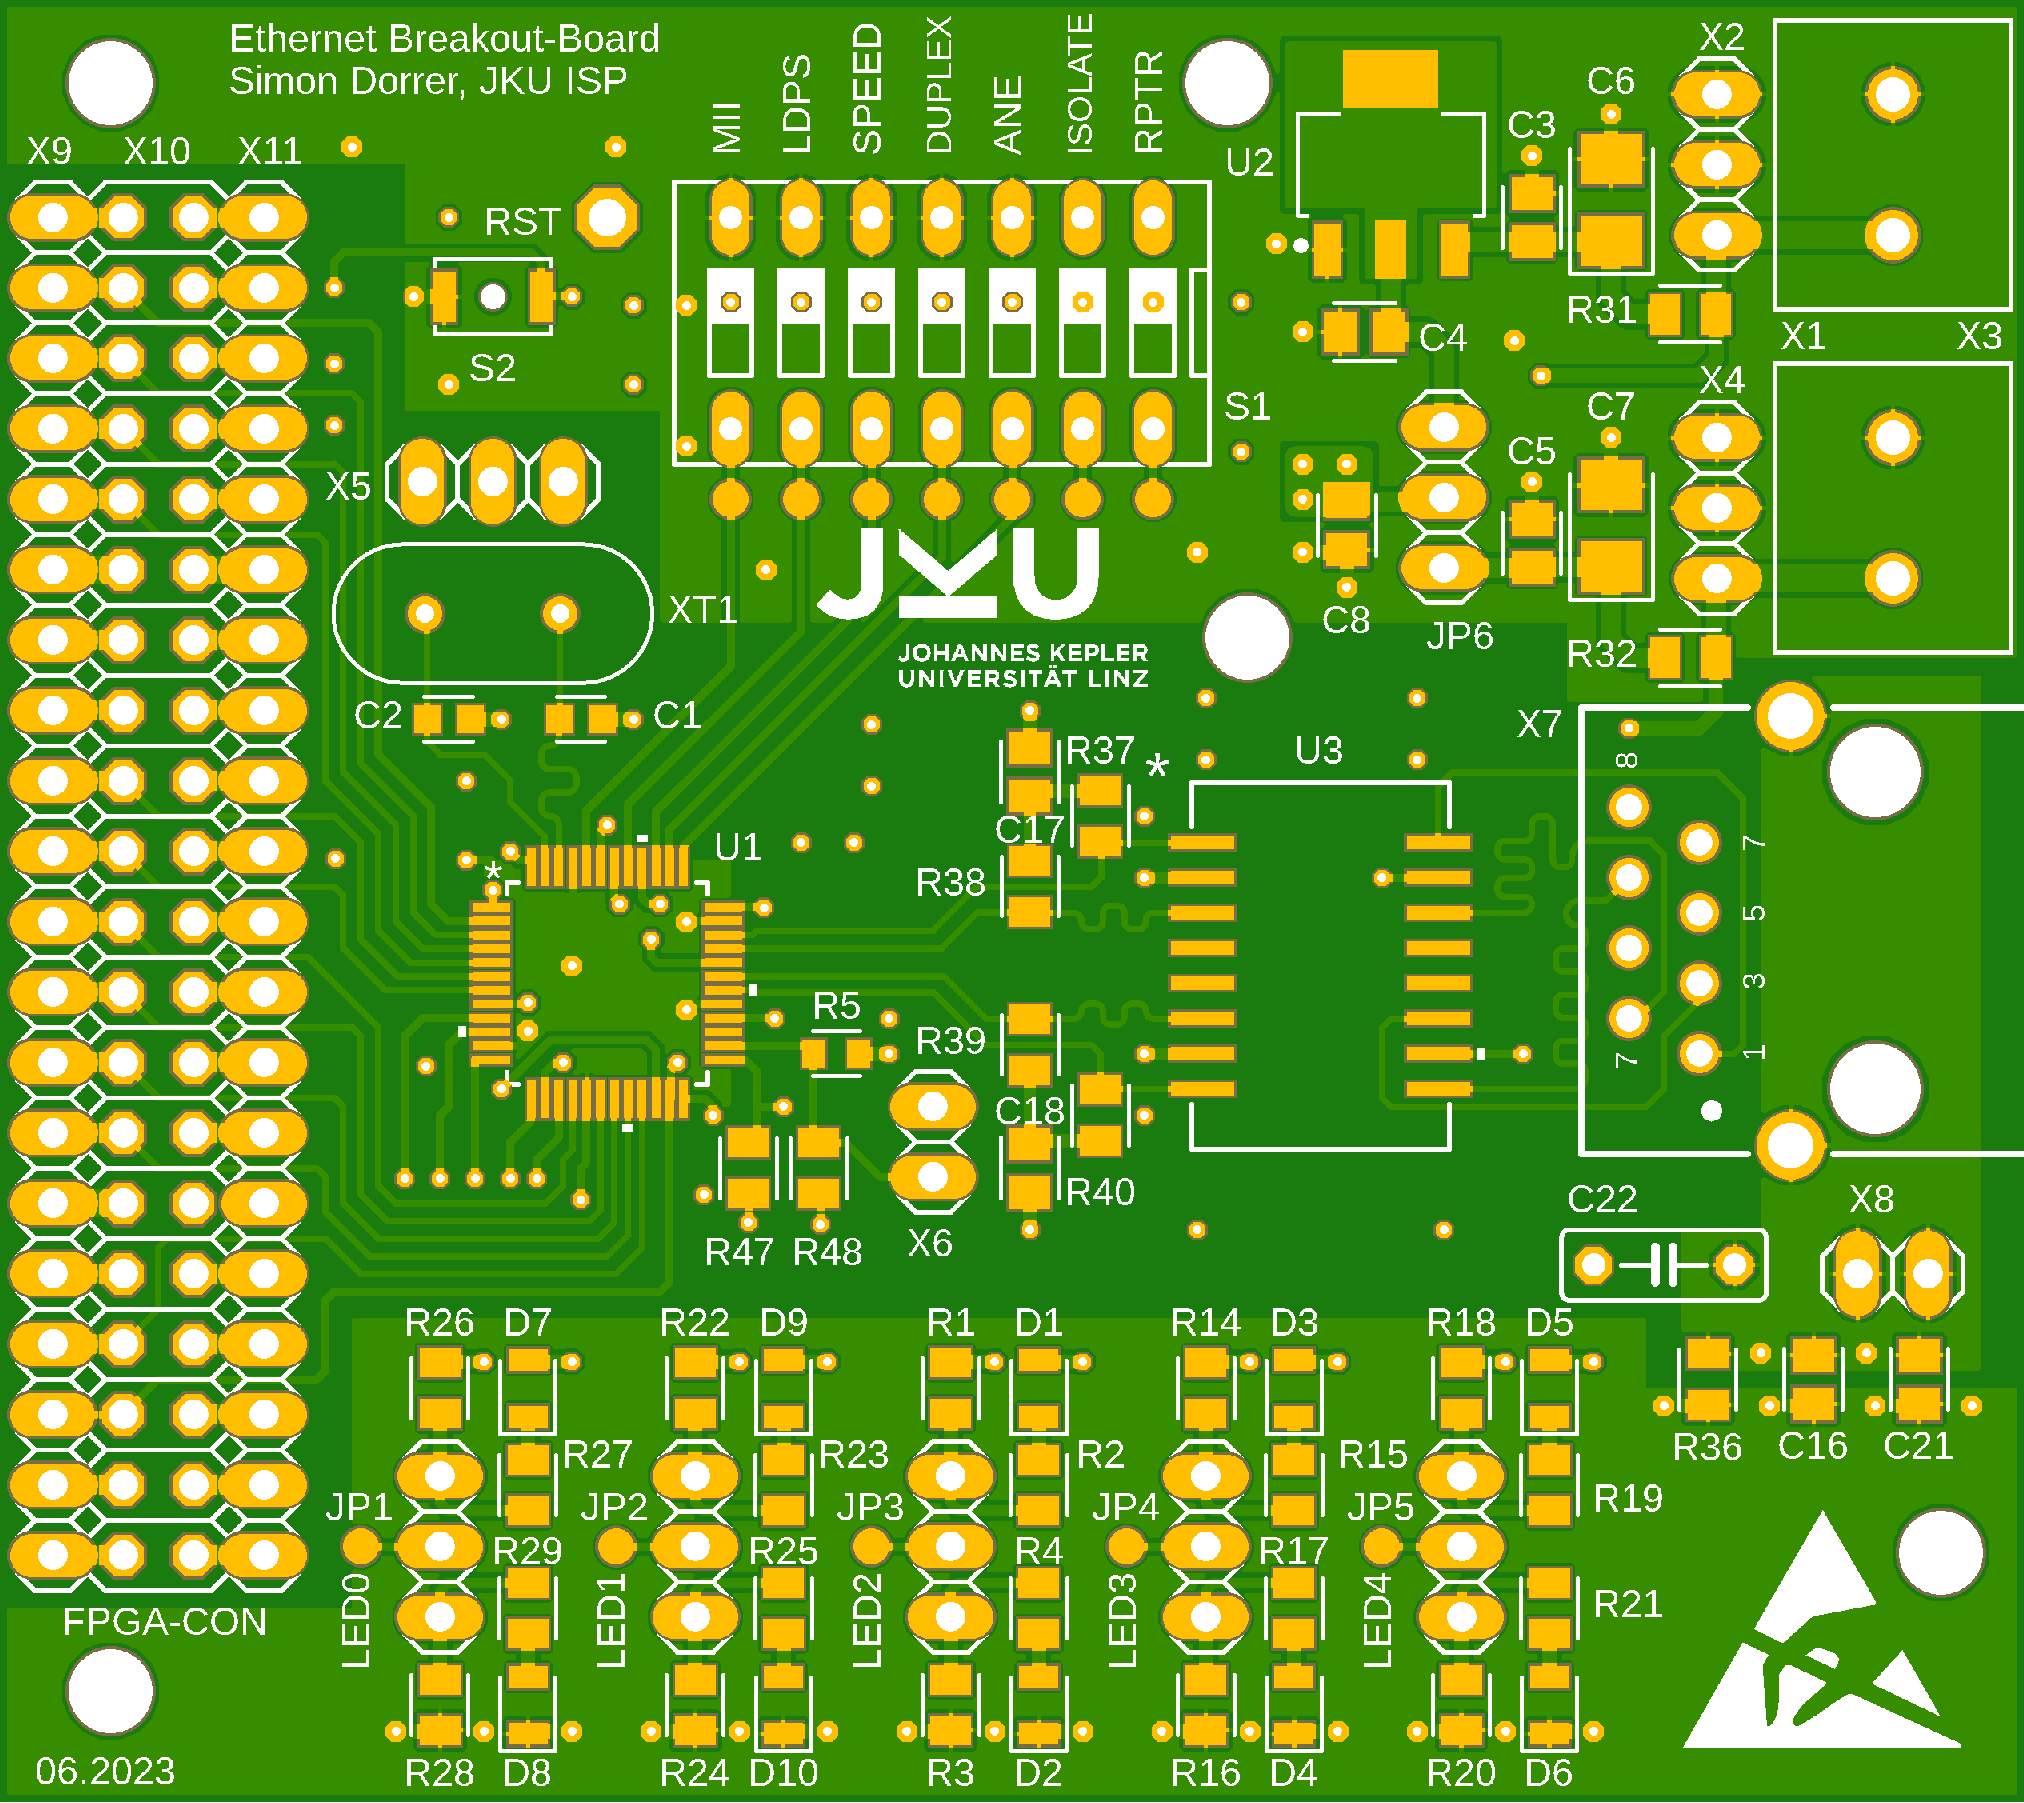 Ethernet Breakout-Board
Simon Dorrer, JKU ISP
MII
LDPS
SPEED
DUPLEX
ANE
ISOLATE
RPTR
X9 X10 X11
RST
S2
X5
XT1
C2
C1
S1
U2
C3
C6
X2
R31
X1
X3
C4
X4
C7
C5
C8
JP6
R32
JKU
JOHANNES KEPLER
UNIVERSITÄT LINZ
X7
8
7
5
3
1
7
U3
*
R37
C17
R38
U1
*
R5
R39
C18
R40
R47 R48
X6
C22
X8
R26 D7
R22 D9
R1 D1
R14 D3
R18 D5
R27
R23
R2
R15
R19
R36 C16 C21
JP1
JP2
JP3
JP4
JP5
R29
R25
R4
R17
R21
LED0
LED1
LED2
LED3
LED4
FPGA-CON
R28 D8
R24 D10
R3 D2
R16 D4
R20 D6
06.2023